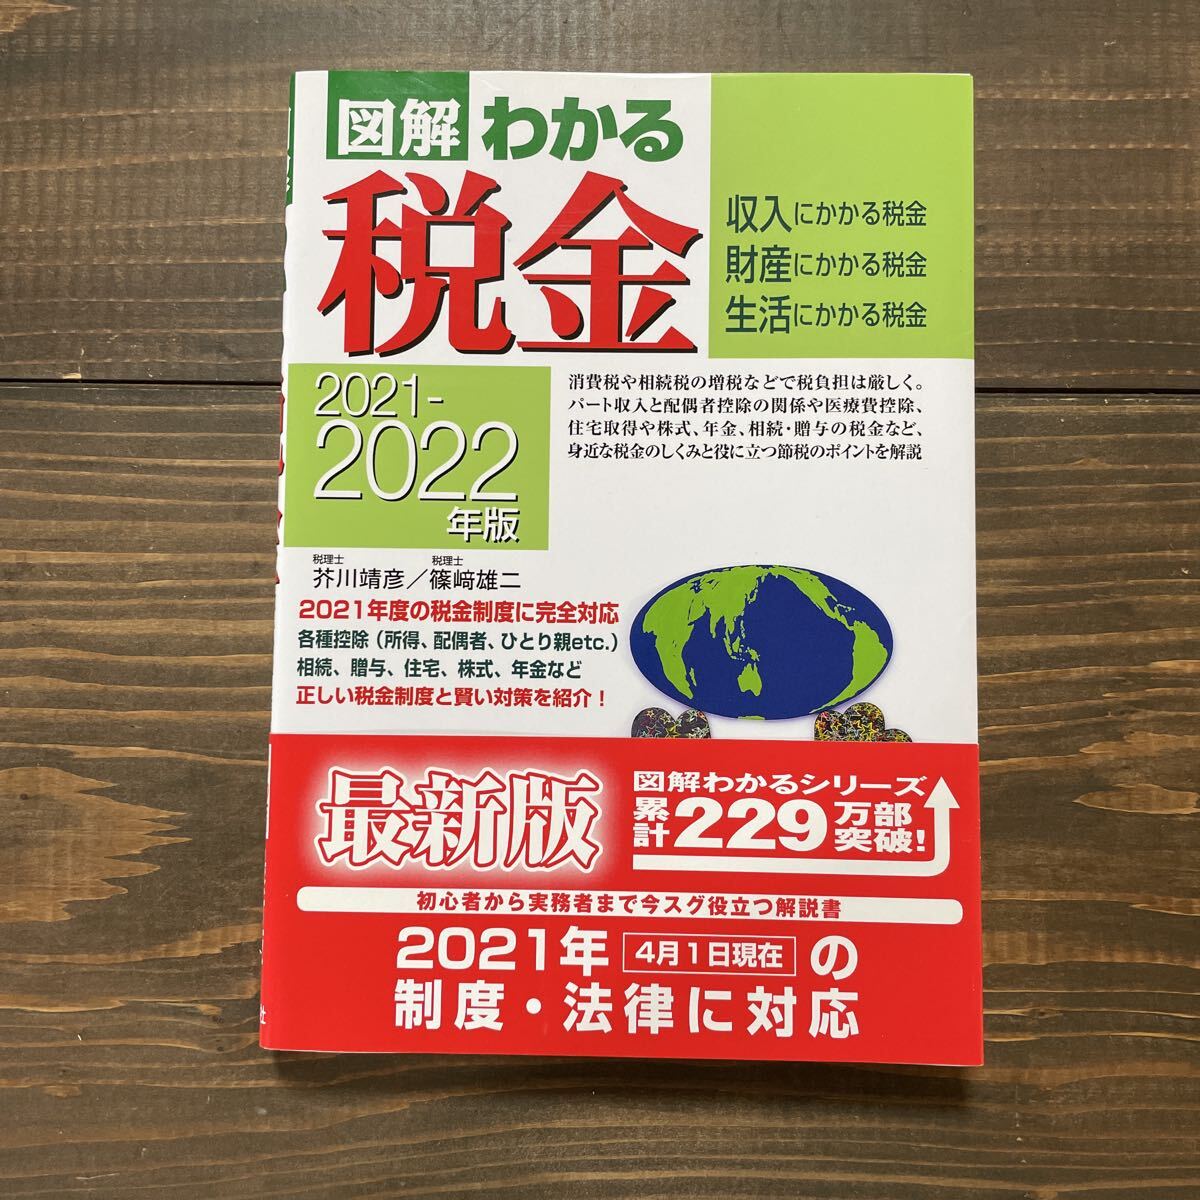 図解 わかる
税金
収入にかかる税金
財産にかかる税金
生活にかかる税金
2021-
2022
年版
消費税や相続税の増税などで税負担は厳しく。
パート収入と配偶者控除の関係や医療費控除、
住宅取得や株式、年金、相続・贈与の税金など、
身近な税金のしくみと役に立つ節税のポイントを解説
税理士 税理士
芥川靖彦／篠﨑雄二
2021年度の税金制度に完全対応
各種控除（所得、配偶者、ひとり親etc.）
相続、贈与、住宅、株式、年金など
正しい税金制度と賢い対策を紹介！
最新版
図解わかるシリーズ
累計229万部突破！
初心者から実務者まで今スグ役立つ解説書
2021年 4月1日現在 の
制度・法律に対応
社